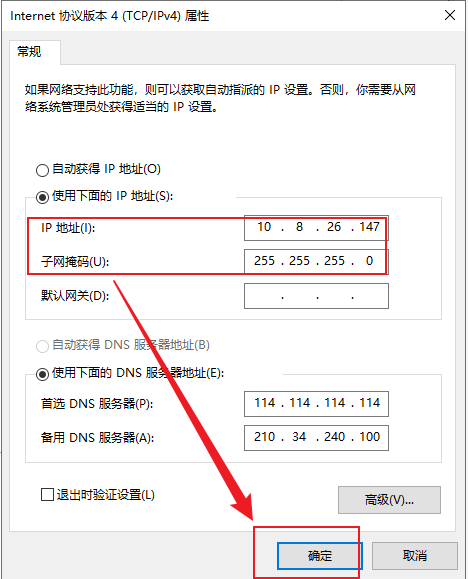 Internet 协议版本 4 (TCP/IPv4) 属性
常规
如果网络支持此功能，则可以获取自动指派的 IP 设置。否则，你需要从网
络系统管理员处获得适当的 IP 设置。
自动获得 IP 地址(O)
使用下面的 IP 地址(S):
IP 地址(I): 10 . 8 . 26 . 147
子网掩码(U): 255 . 255 . 255 . 0
默认网关(D): . . .
自动获得 DNS 服务器地址(B)
使用下面的 DNS 服务器地址(E):
首选 DNS 服务器(P): 114 . 114 . 114 . 114
备用 DNS 服务器(A): 210 . 34 . 240 . 100
退出时验证设置(L)
高级(V)...
确定 取消